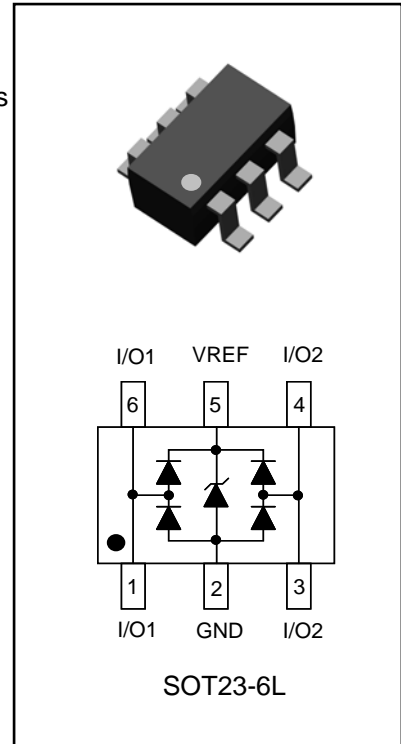 s
I/O1 VREF I/O2
6 5 4
1 2 3
I/O1 GND I/O2
SOT23-6L